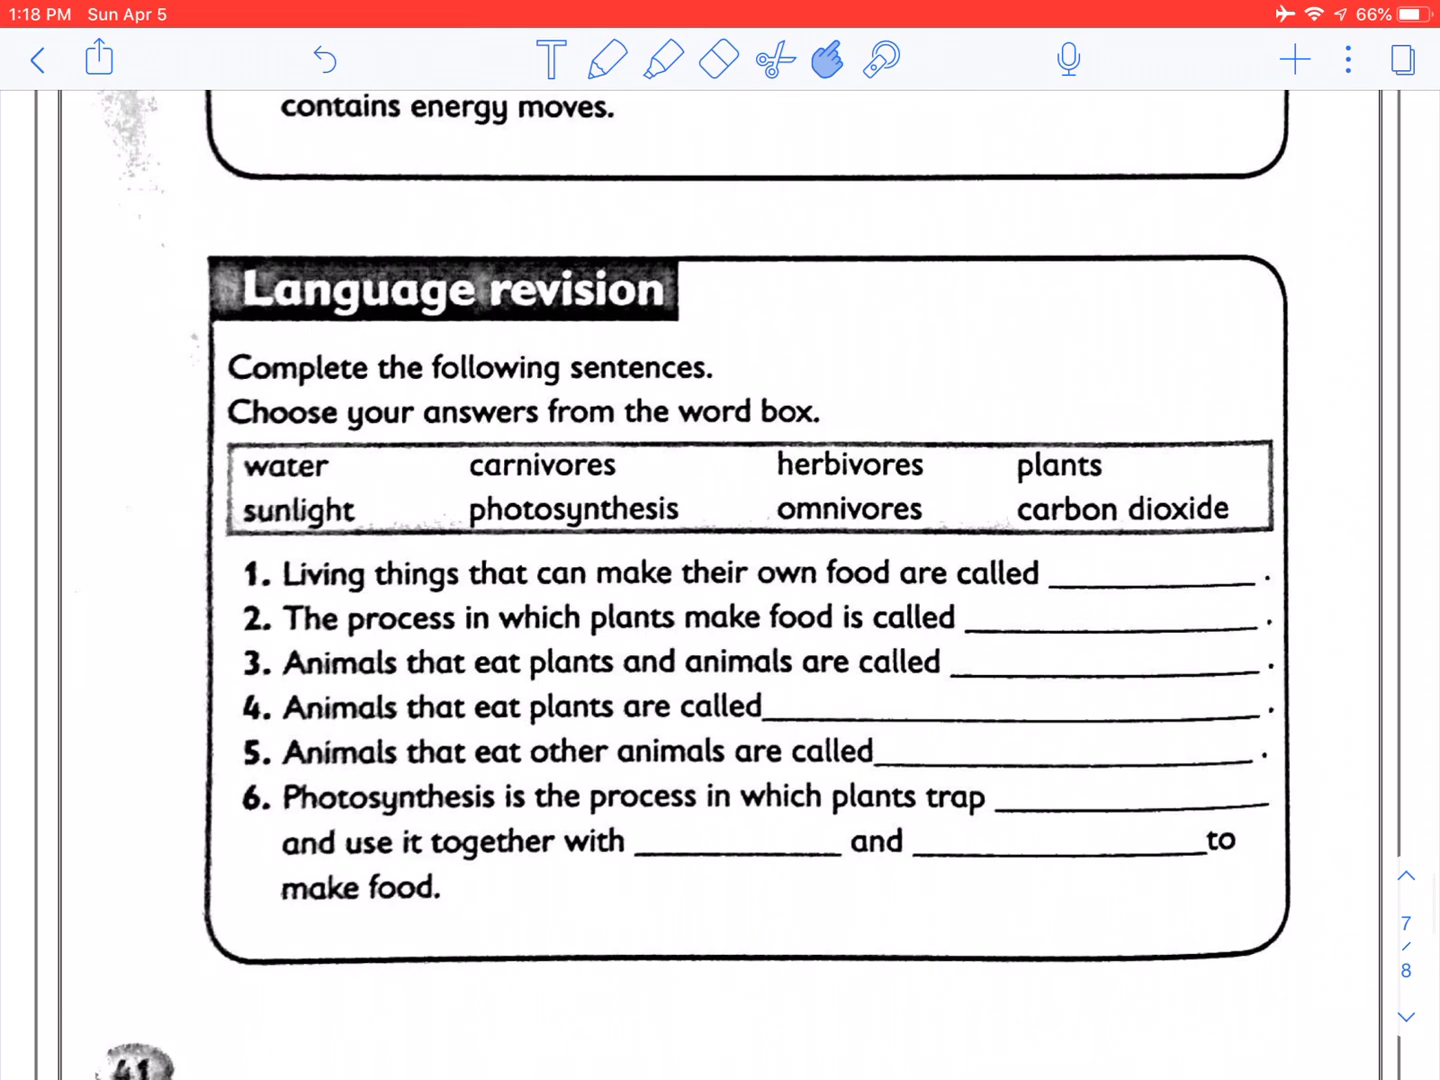 1:18 PM Sun Apr 5 66%
T
contains energy moves.
Language revision
Complete the following sentences.
Choose your answers from the word box.
water carnivores herbivores plants
sunlight photosynthesis omnivores carbon dioxide
1. Living things that can make their own food are called ____________ .
2. The process in which plants make food is called ____________ .
3. Animals that eat plants and animals are called ____________ .
4. Animals that eat plants are called____________ .
5. Animals that eat other animals are called____________ .
6. Photosynthesis is the process in which plants trap ____________
and use it together with ____________ and ____________to
make food.
7
/
8
41